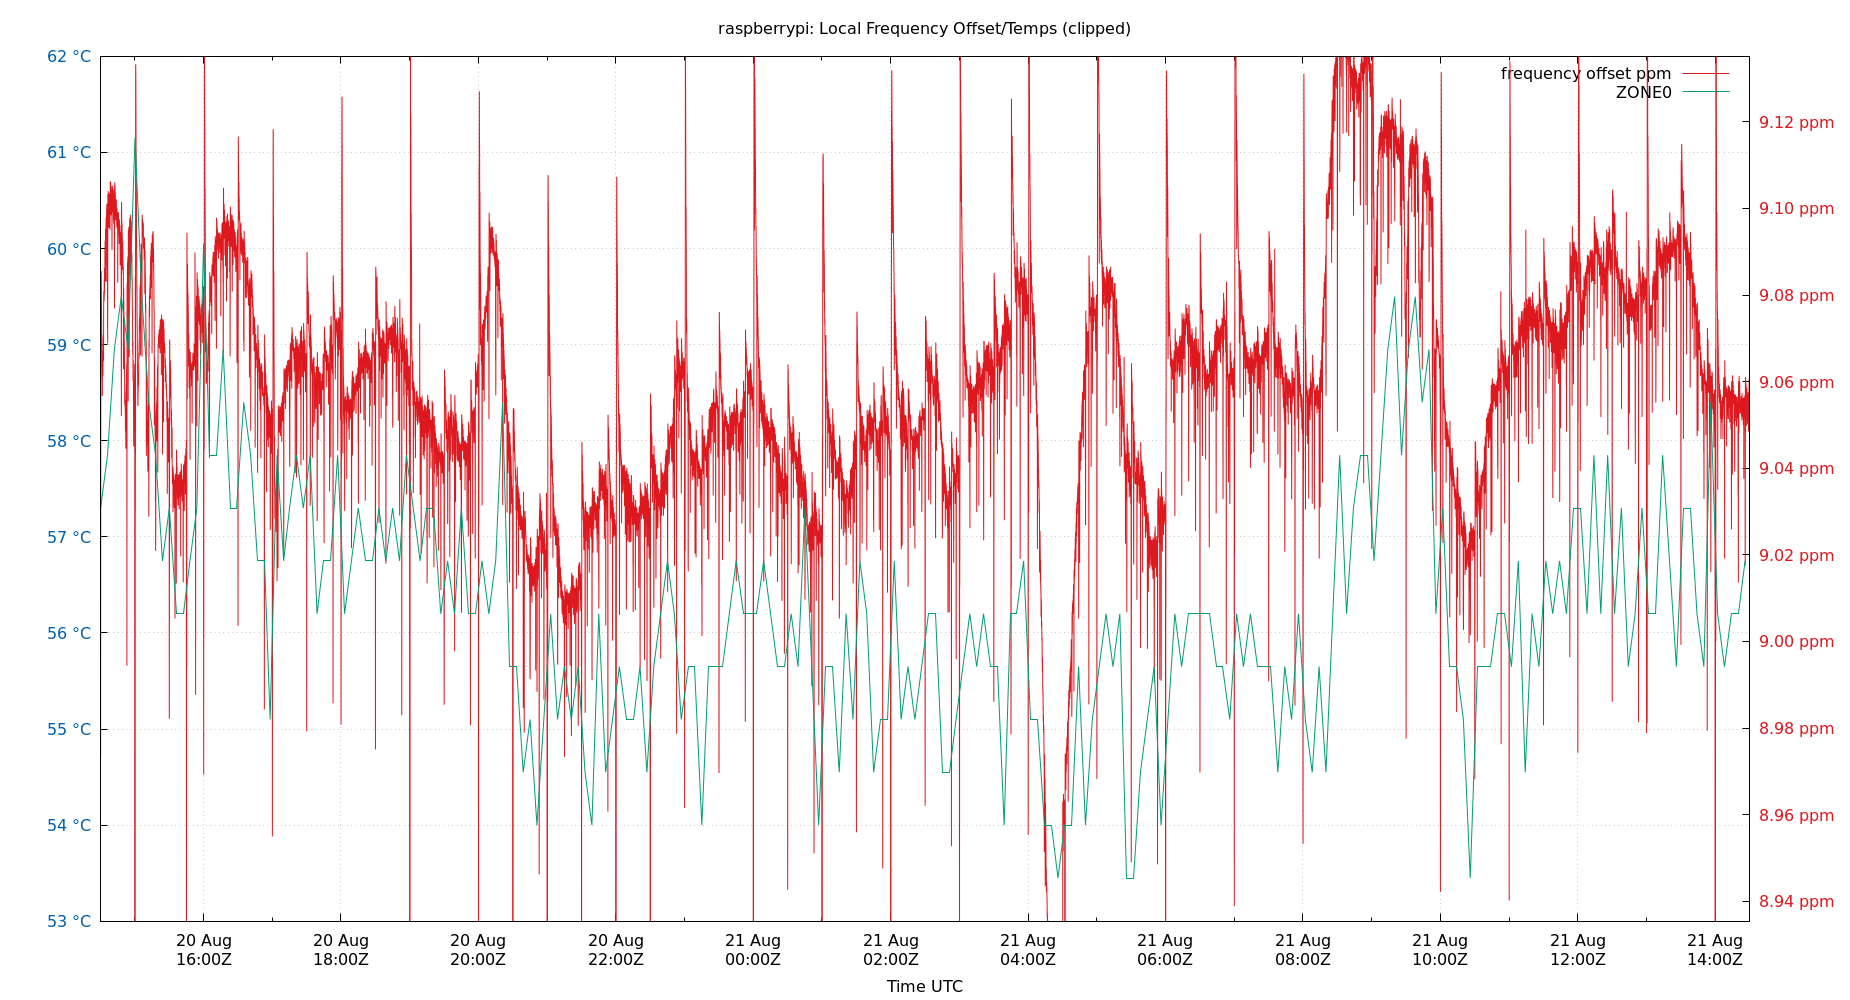 raspberrypi: Local Frequency Offset/Temps (clipped)
frequency offset ppm
ZONE0
62 °C
61 °C
60 °C
59 °C
58 °C
57 °C
56 °C
55 °C
54 °C
53 °C
9.12 ppm
9.10 ppm
9.08 ppm
9.06 ppm
9.04 ppm
9.02 ppm
9.00 ppm
8.98 ppm
8.96 ppm
8.94 ppm
20 Aug 20 Aug 20 Aug 20 Aug 21 Aug 21 Aug 21 Aug 21 Aug 21 Aug 21 Aug 21 Aug 21 Aug
16:00Z 18:00Z 20:00Z 22:00Z 00:00Z 02:00Z 04:00Z 06:00Z 08:00Z 10:00Z 12:00Z 14:00Z
Time UTC